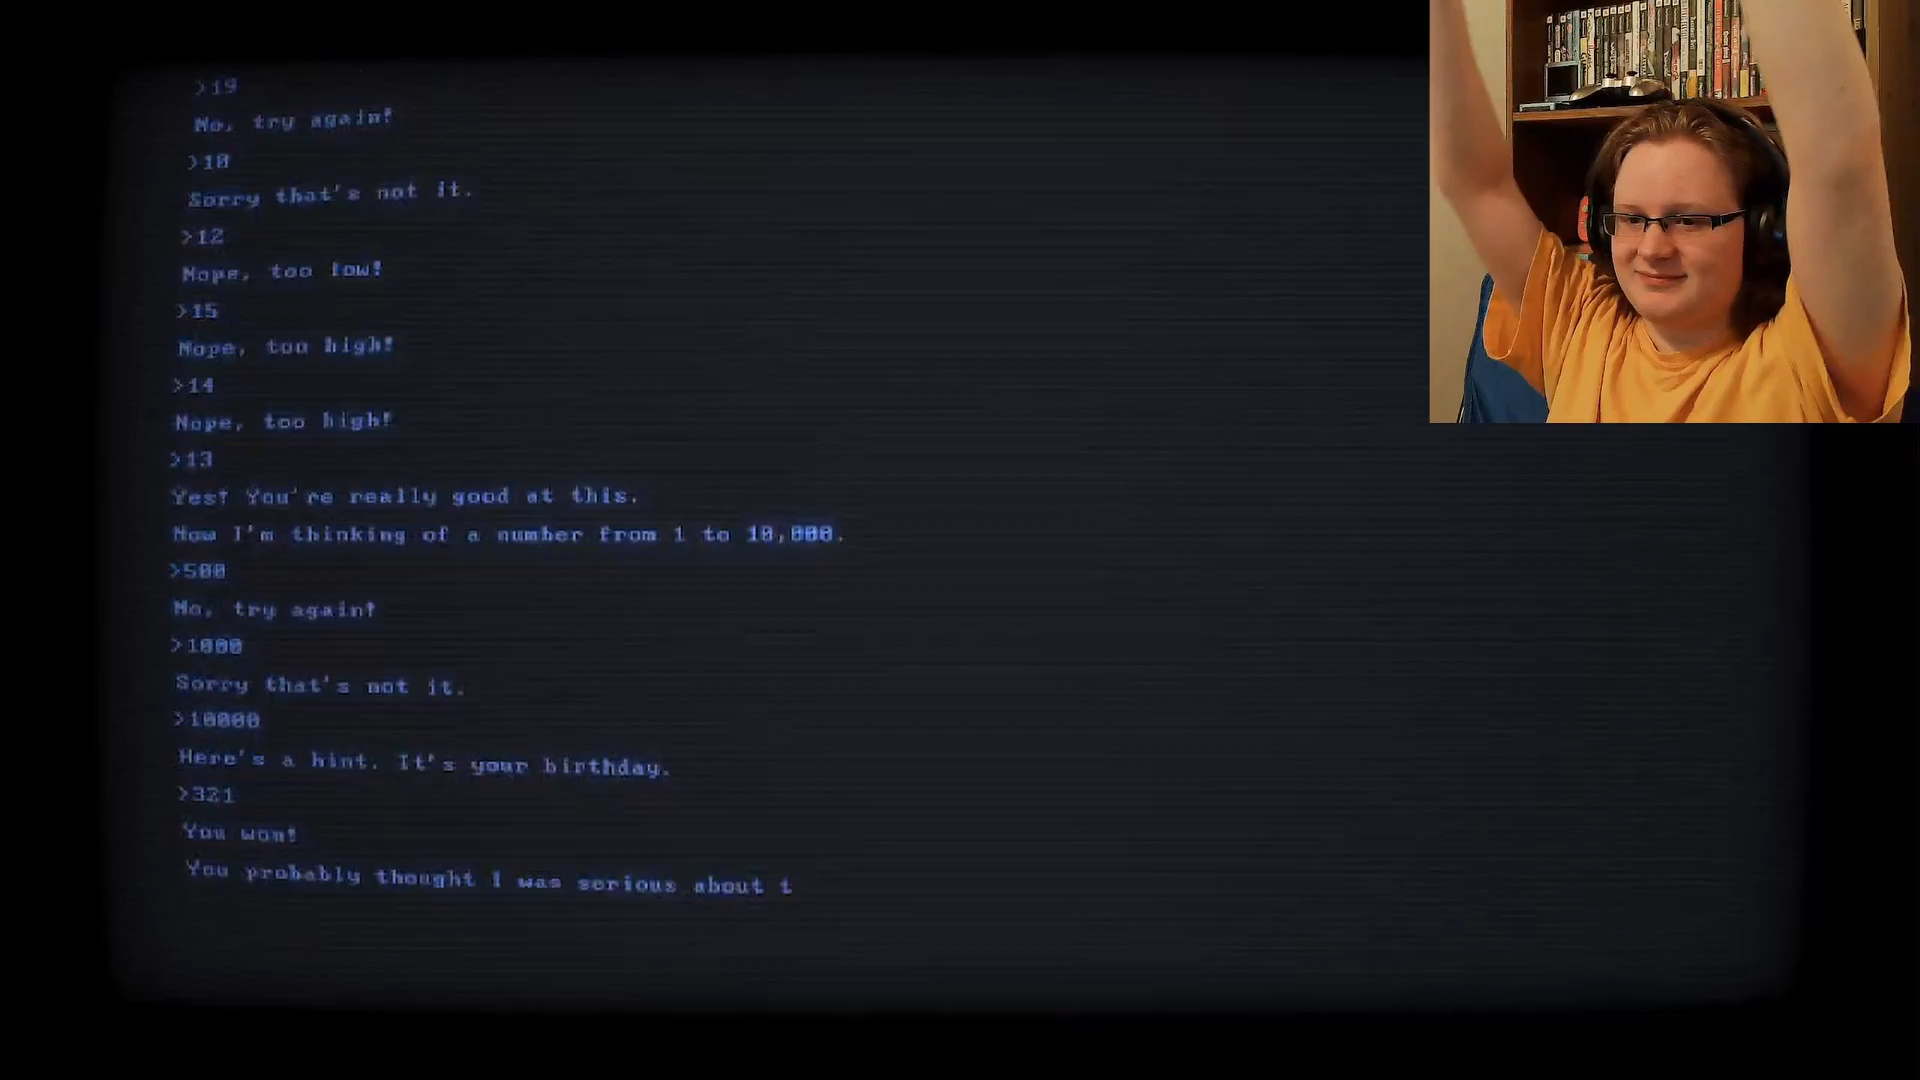 >19
No, try again!
>10
Sorry that's not it.
>12
Nope, too low!
>15
Nope, too high!
>14
Nope, too high!
>13
Yes! You're really good at this.
Now I'm thinking of a number from 1 to 10,000.
>500
No, try again!
>1000
Sorry that's not it.
>10000
Here's a hint. It's your birthday.
>321
You won!
You probably thought I was serious about t